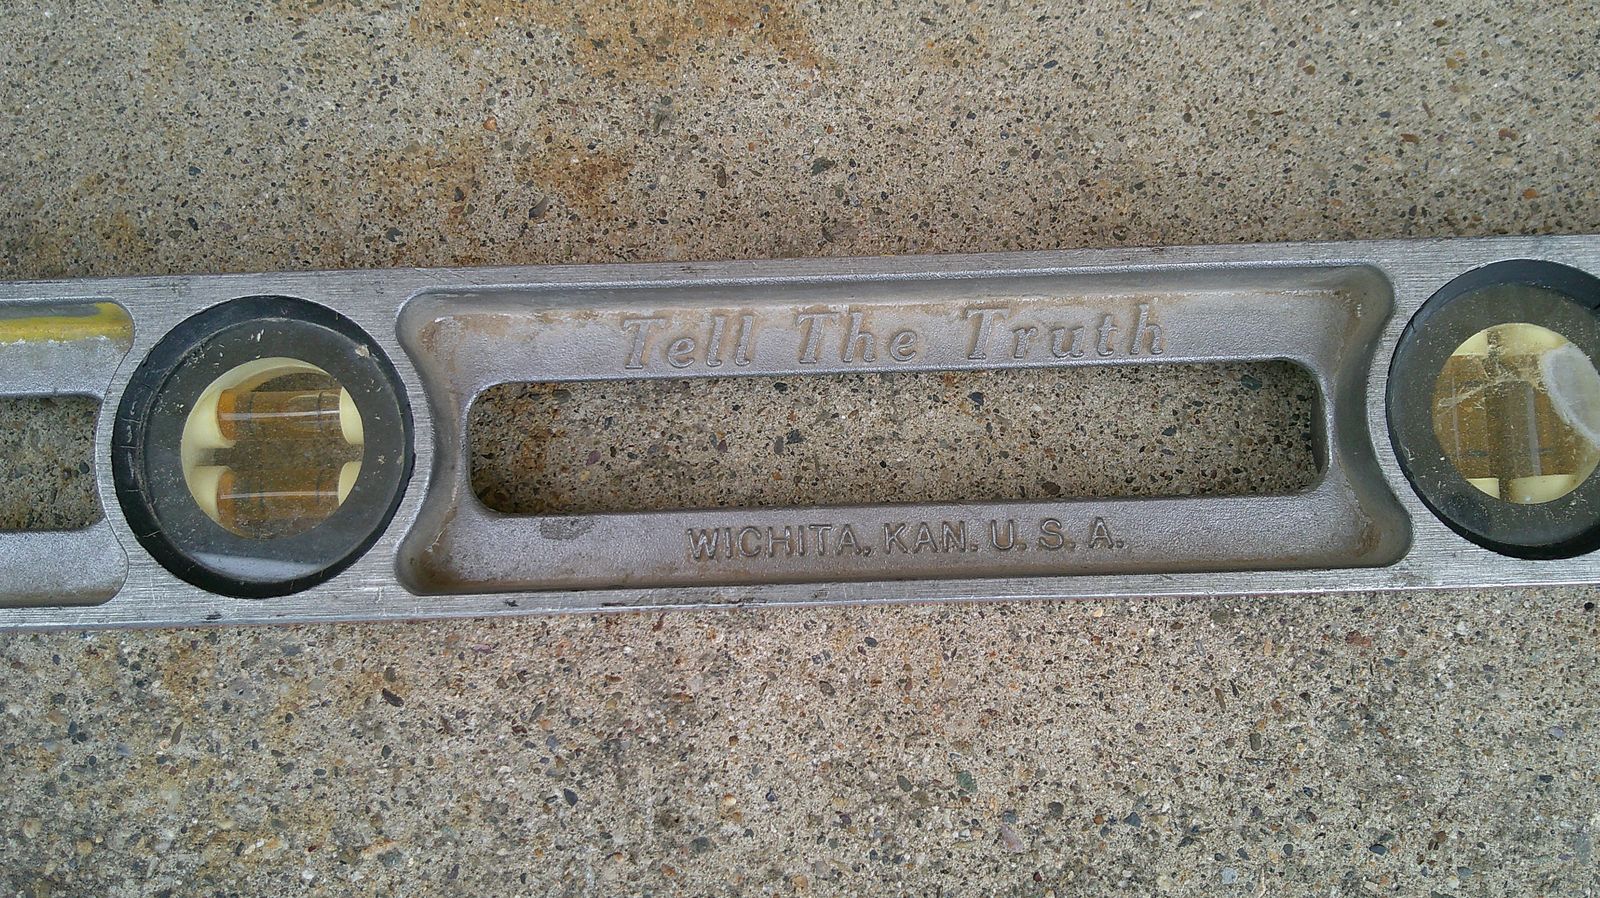 Tell The Truth
WICHITA, KAN. U. S. A.